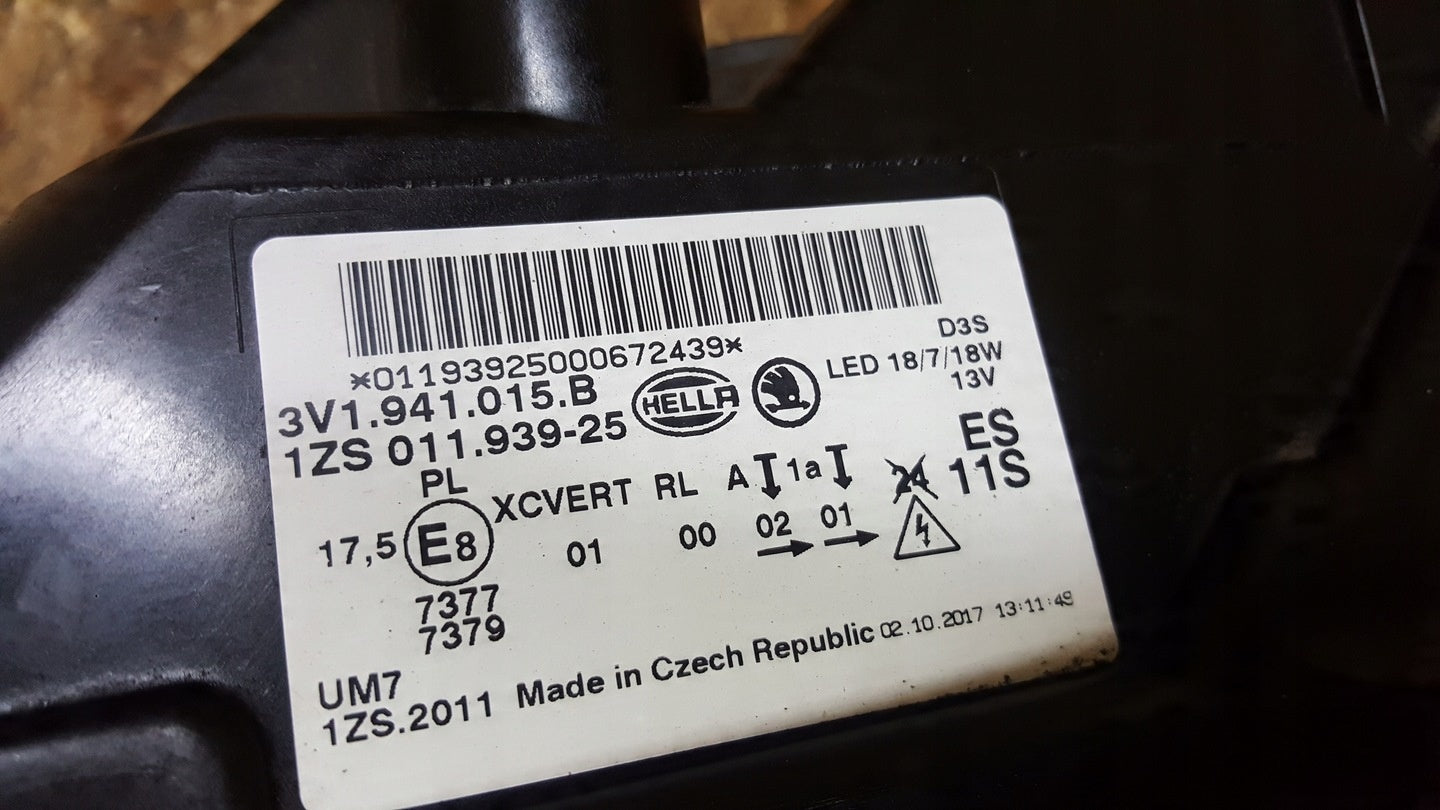 *01193925000672439*
D3S
3V1.941.015.B HELLA LED 18/7/18W
1ZS 011.939-25 13V
PL XCVERT RL A 1a 24 ES 11S
17,5 E8 01 00 02 01
7377
7379
UM7
1ZS.2011 Made in Czech Republic 02.10.2017 13:11:49